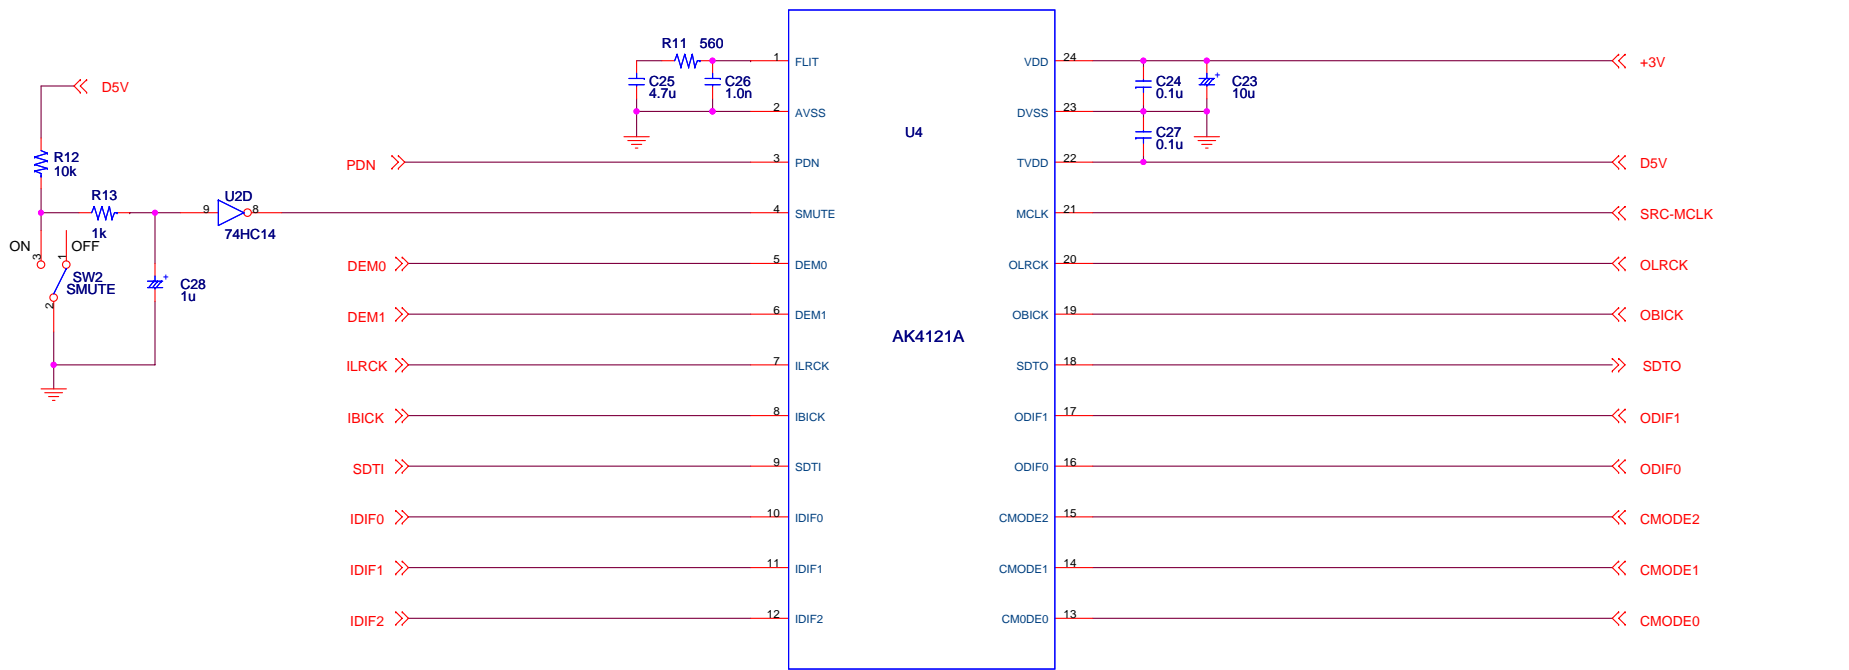 R11 560
1 FLIT
VDD 24
+3V
C25
4.7u
C26
1.0n
C24
0.1u
+
C23
10u
D5V
2 AVSS
DVSS 23
U4
C27
0.1u
R12
10k
PDN
3 PDN
TVDD 22
D5V
R13
1k
U2D
9
8
74HC14
4 SMUTE
MCLK 21
SRC-MCLK
ON
OFF
3
1
SW2
SMUTE
2
+
C28
1u
DEM0
5 DEM0
OLRCK 20
OLRCK
DEM1
6 DEM1
OBICK 19
OBICK
AK4121A
ILRCK
7 ILRCK
SDTO 18
SDTO
IBICK
8 IBICK
ODIF1 17
ODIF1
SDTI
9 SDTI
ODIF0 16
ODIF0
IDIF0
10 IDIF0
CMODE2 15
CMODE2
IDIF1
11 IDIF1
CMODE1 14
CMODE1
IDIF2
12 IDIF2
CM0DE0 13
CMODE0